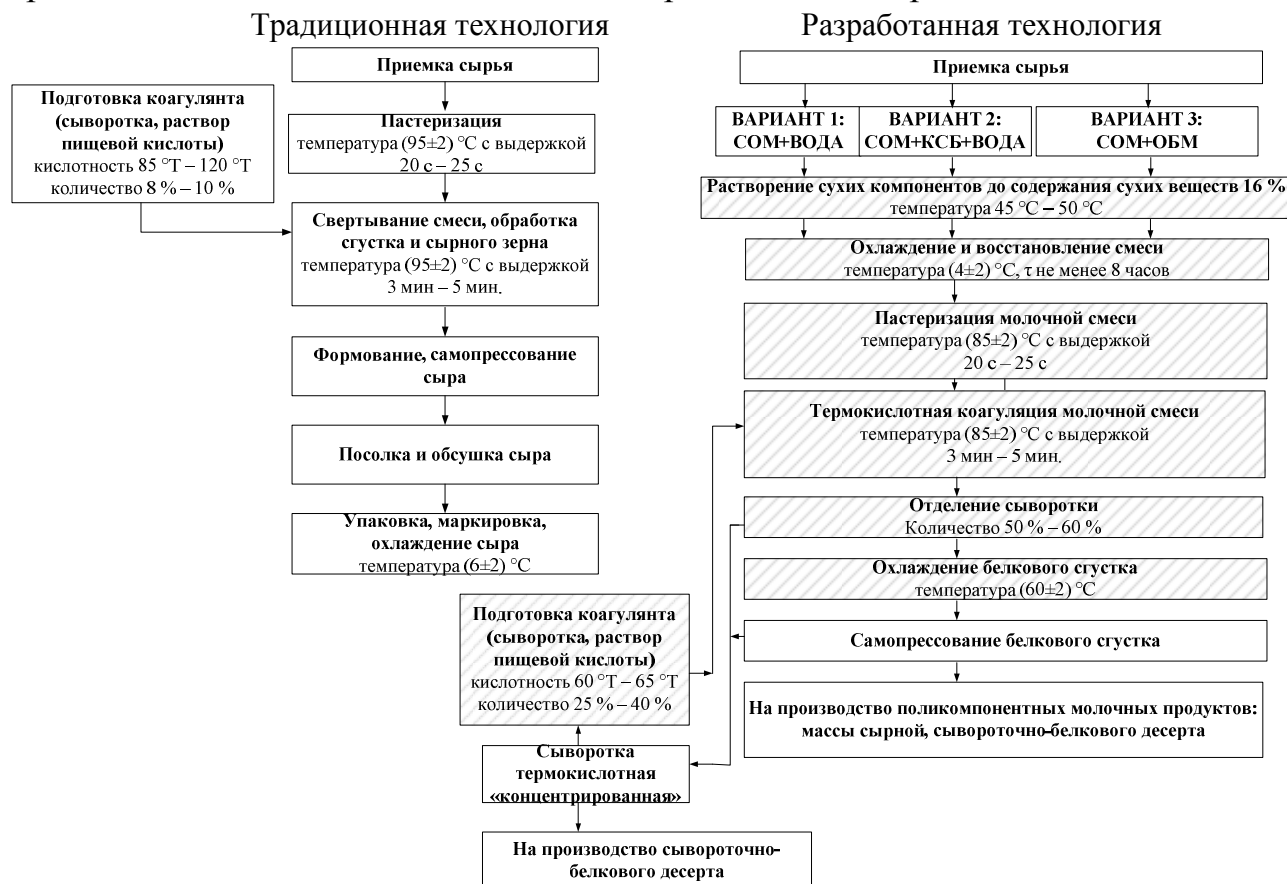 Традиционная технология
Приемка сырья
Подготовка коагулянта
(сыворотка, раствор
пищевой кислоты)
кислотность 85 °Т – 120 °Т
количество 8 % – 10 %
Пастеризация
температура (95±2) °С с выдержкой
20 с – 25 с
Свертывание смеси, обработка
сгустка и сырного зерна
температура (95±2) °С с выдержкой
3 мин – 5 мин.
Формование, самопрессование
сыра
Посолка и обсушка сыра
Упаковка, маркировка,
охлаждение сыра
температура (6±2) °С
Разработанная технология
Приемка сырья
ВАРИАНТ 1:
СОМ+ВОДА
ВАРИАНТ 2:
СОМ+КСБ+ВОДА
ВАРИАНТ 3:
СОМ+ОБМ
Растворение сухих компонентов до содержания сухих веществ 16 %
температура 45 °С – 50 °С
Охлаждение и восстановление смеси
температура (4±2) °С, τ не менее 8 часов
Пастеризация молочной смеси
температура (85±2) °С с выдержкой
20 с – 25 с
Термокислотная коагуляция молочной смеси
температура (85±2) °С с выдержкой
3 мин – 5 мин.
Отделение сыворотки
Количество 50 % – 60 %
Охлаждение белкового сгустка
температура (60±2) °С
Самопрессование белкового сгустка
На производство поликомпонентных молочных продуктов:
массы сырной, сывороточно-белкового десерта
Подготовка коагулянта
(сыворотка, раствор
пищевой кислоты)
кислотность 60 °Т – 65 °Т
количество 25 % – 40 %
Сыворотка
термокислотная
«концентрированная»
На производство сывороточно-
белкового десерта